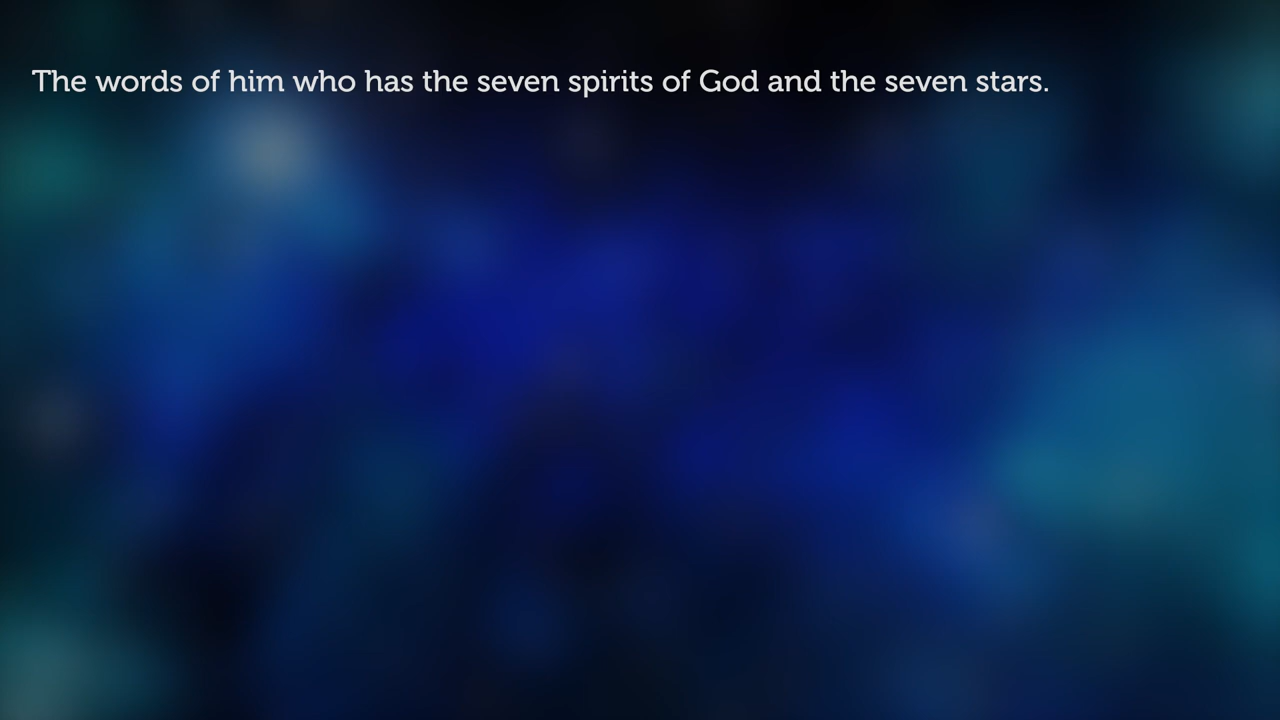 The words of him who has the seven spirits of God and the seven stars.